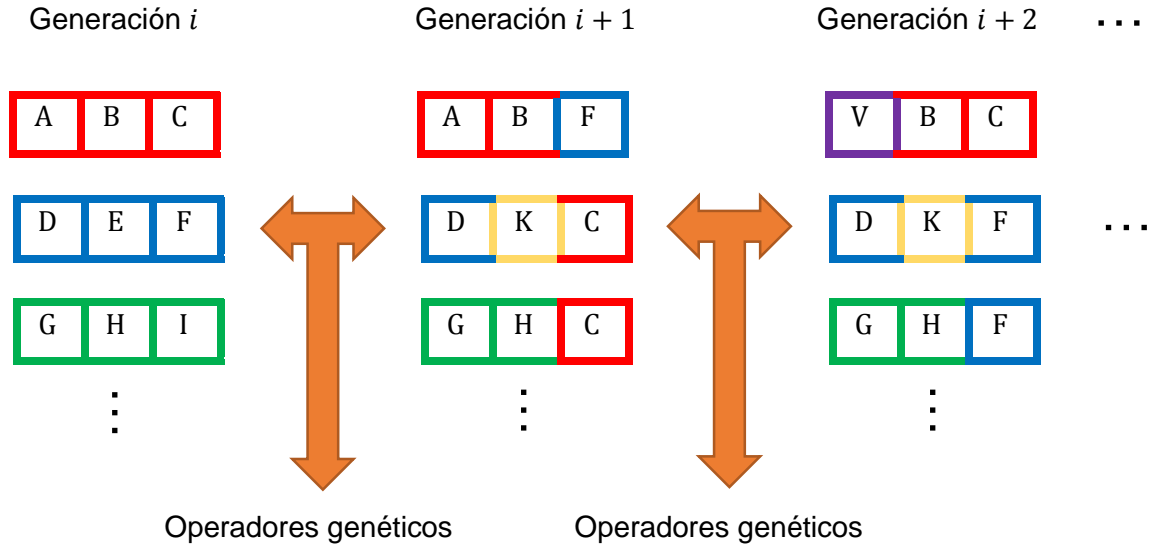 Generación i Generación i + 1 Generación i + 2 ...
A B C A B F V B C
D E F D K C D K F ...
G H I G H C G H F
⋮ ⋮ ⋮
Operadores genéticos Operadores genéticos